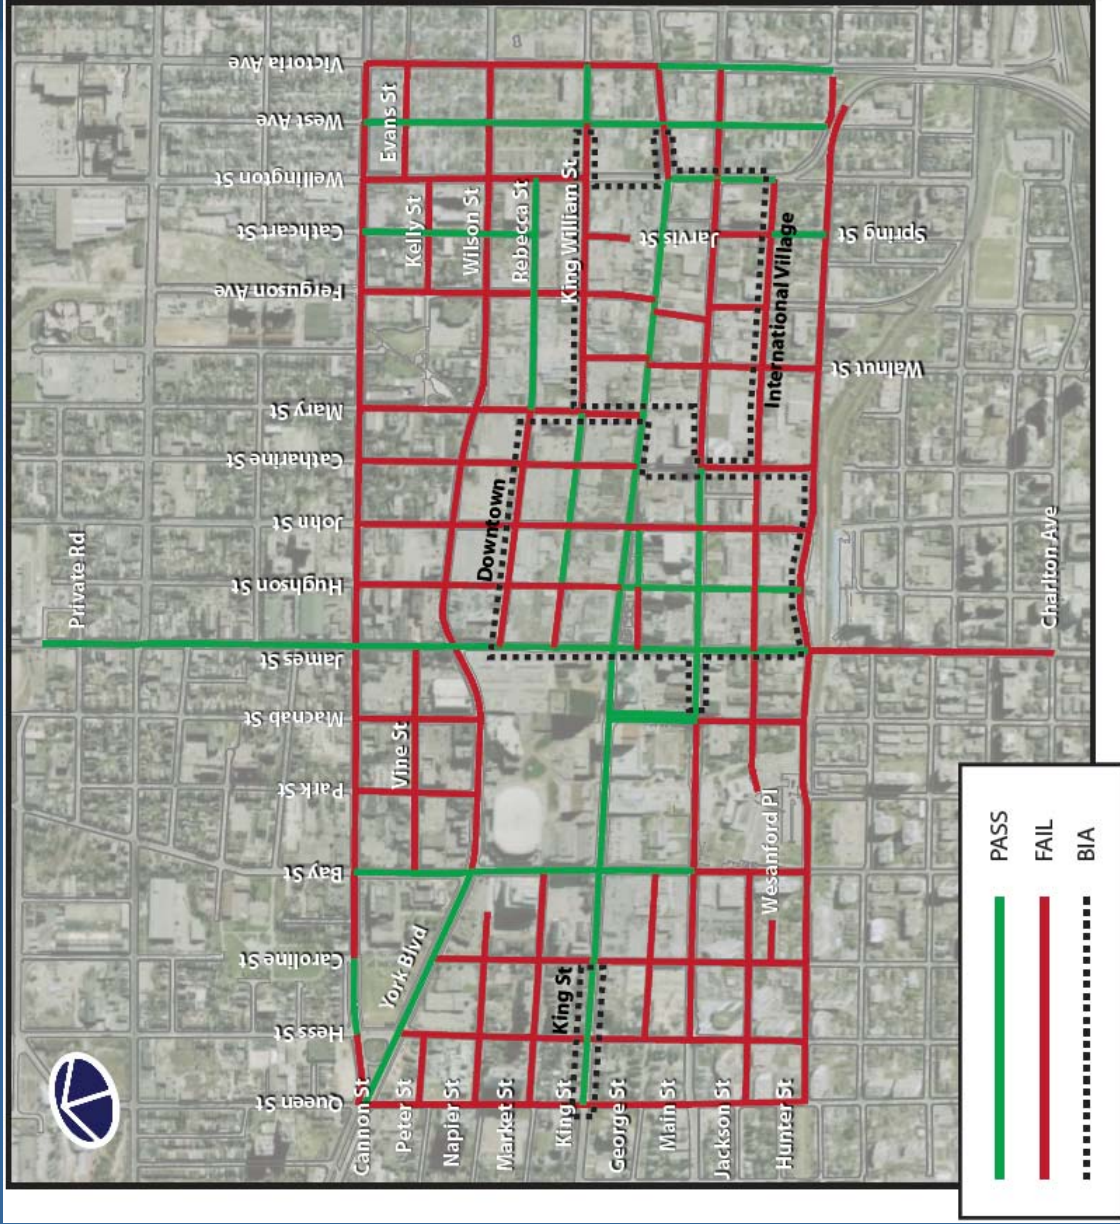 Victoria Ave
West Ave
Wellington St
Cathcart St
Ferguson Ave
Mary St
Catharine St
John St
Hughson St
James St
Macnab St
Park St
Bay St
Caroline St
Hess St
Queen St
Private Rd
Charlton Ave
Evans St
Kelly St
Wilson St
Rebecca St
King William St
Jarvis St
Spring St
Walnut St
International Village
Downtown
Vine St
York Blvd
King St
Wesanford Pl
Cannon St
Peter St
Napier St
Market St
King St
George St
Main St
Jackson St
Hunter St
PASS
FAIL
BIA